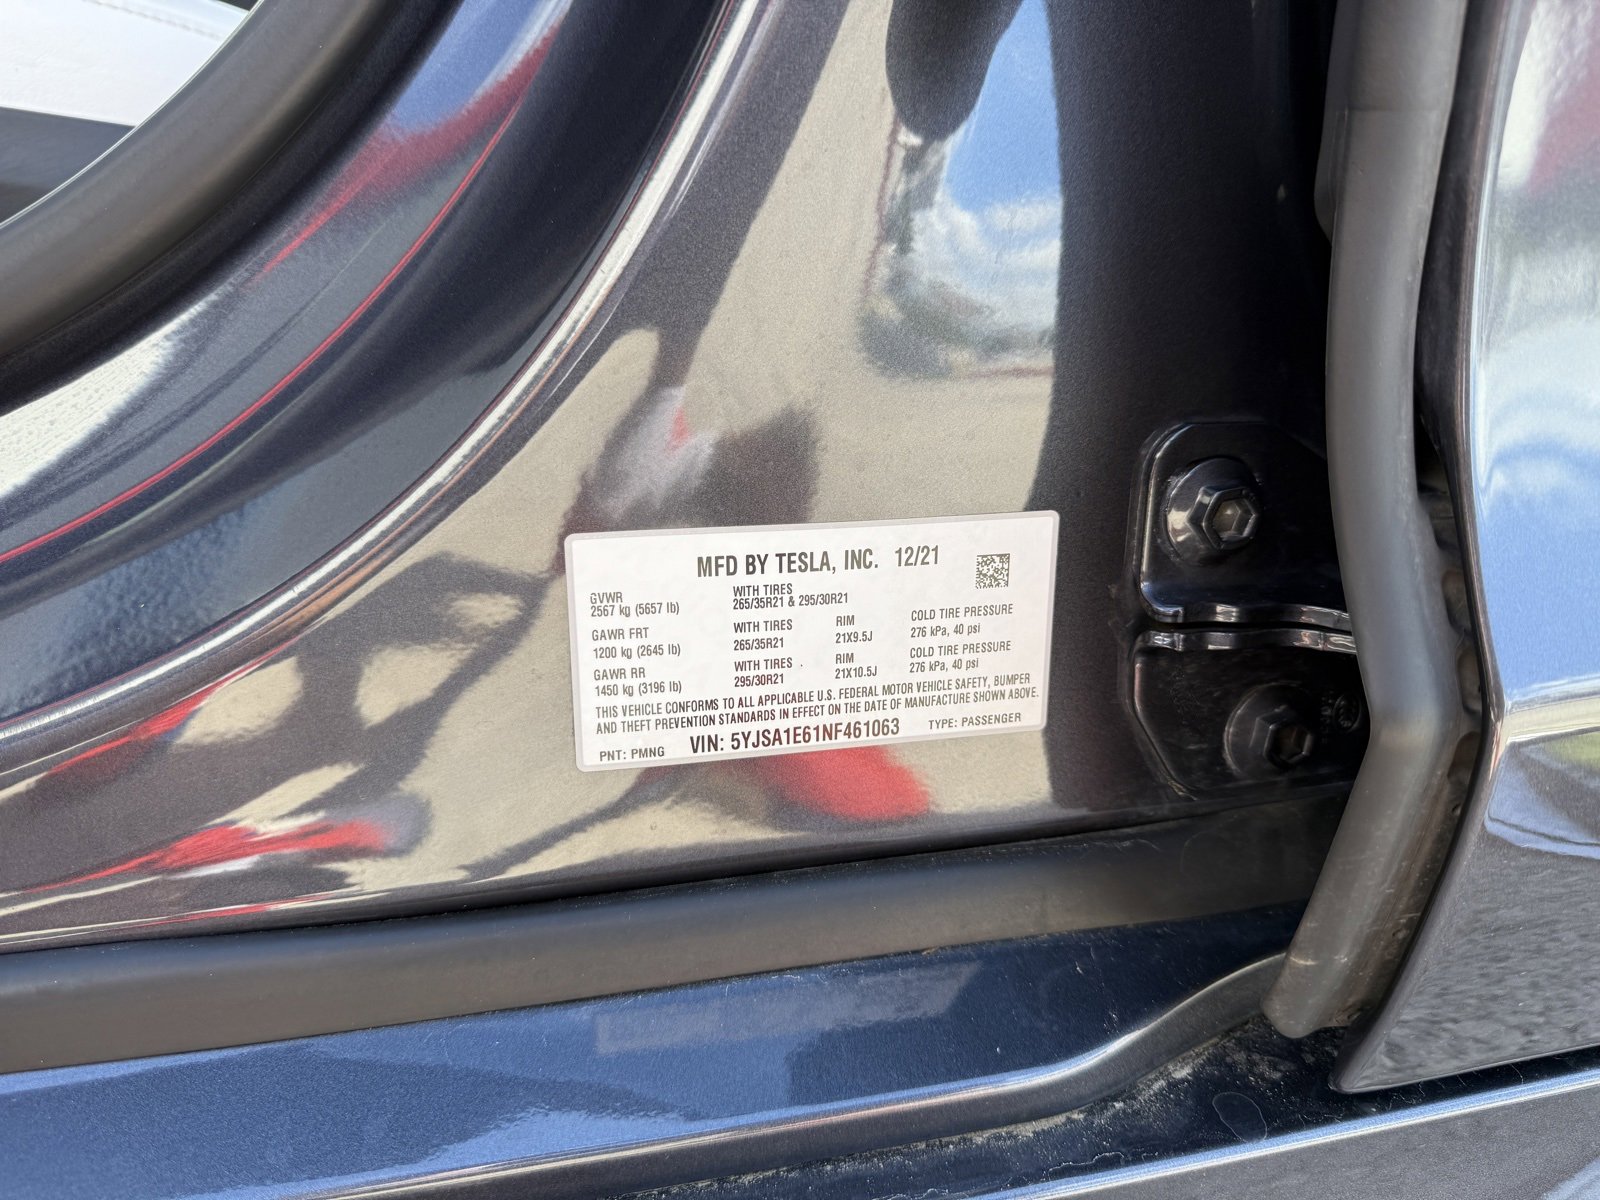 MFD BY TESLA, INC. 12/21
GVWR
2567 kg (5657 lb)
WITH TIRES
265/35R21 & 295/30R21
GAWR FRT
1200 kg (2645 lb)
WITH TIRES
265/35R21
RIM
21X9.5J
COLD TIRE PRESSURE
276 kPa, 40 psi
GAWR RR
1450 kg (3196 lb)
WITH TIRES
295/30R21
RIM
21X10.5J
COLD TIRE PRESSURE
276 kPa, 40 psi
THIS VEHICLE CONFORMS TO ALL APPLICABLE U.S. FEDERAL MOTOR VEHICLE SAFETY, BUMPER
AND THEFT PREVENTION STANDARDS IN EFFECT ON THE DATE OF MANUFACTURE SHOWN ABOVE.
PNT: PMNG VIN: 5YJSA1E61NF461063 TYPE: PASSENGER